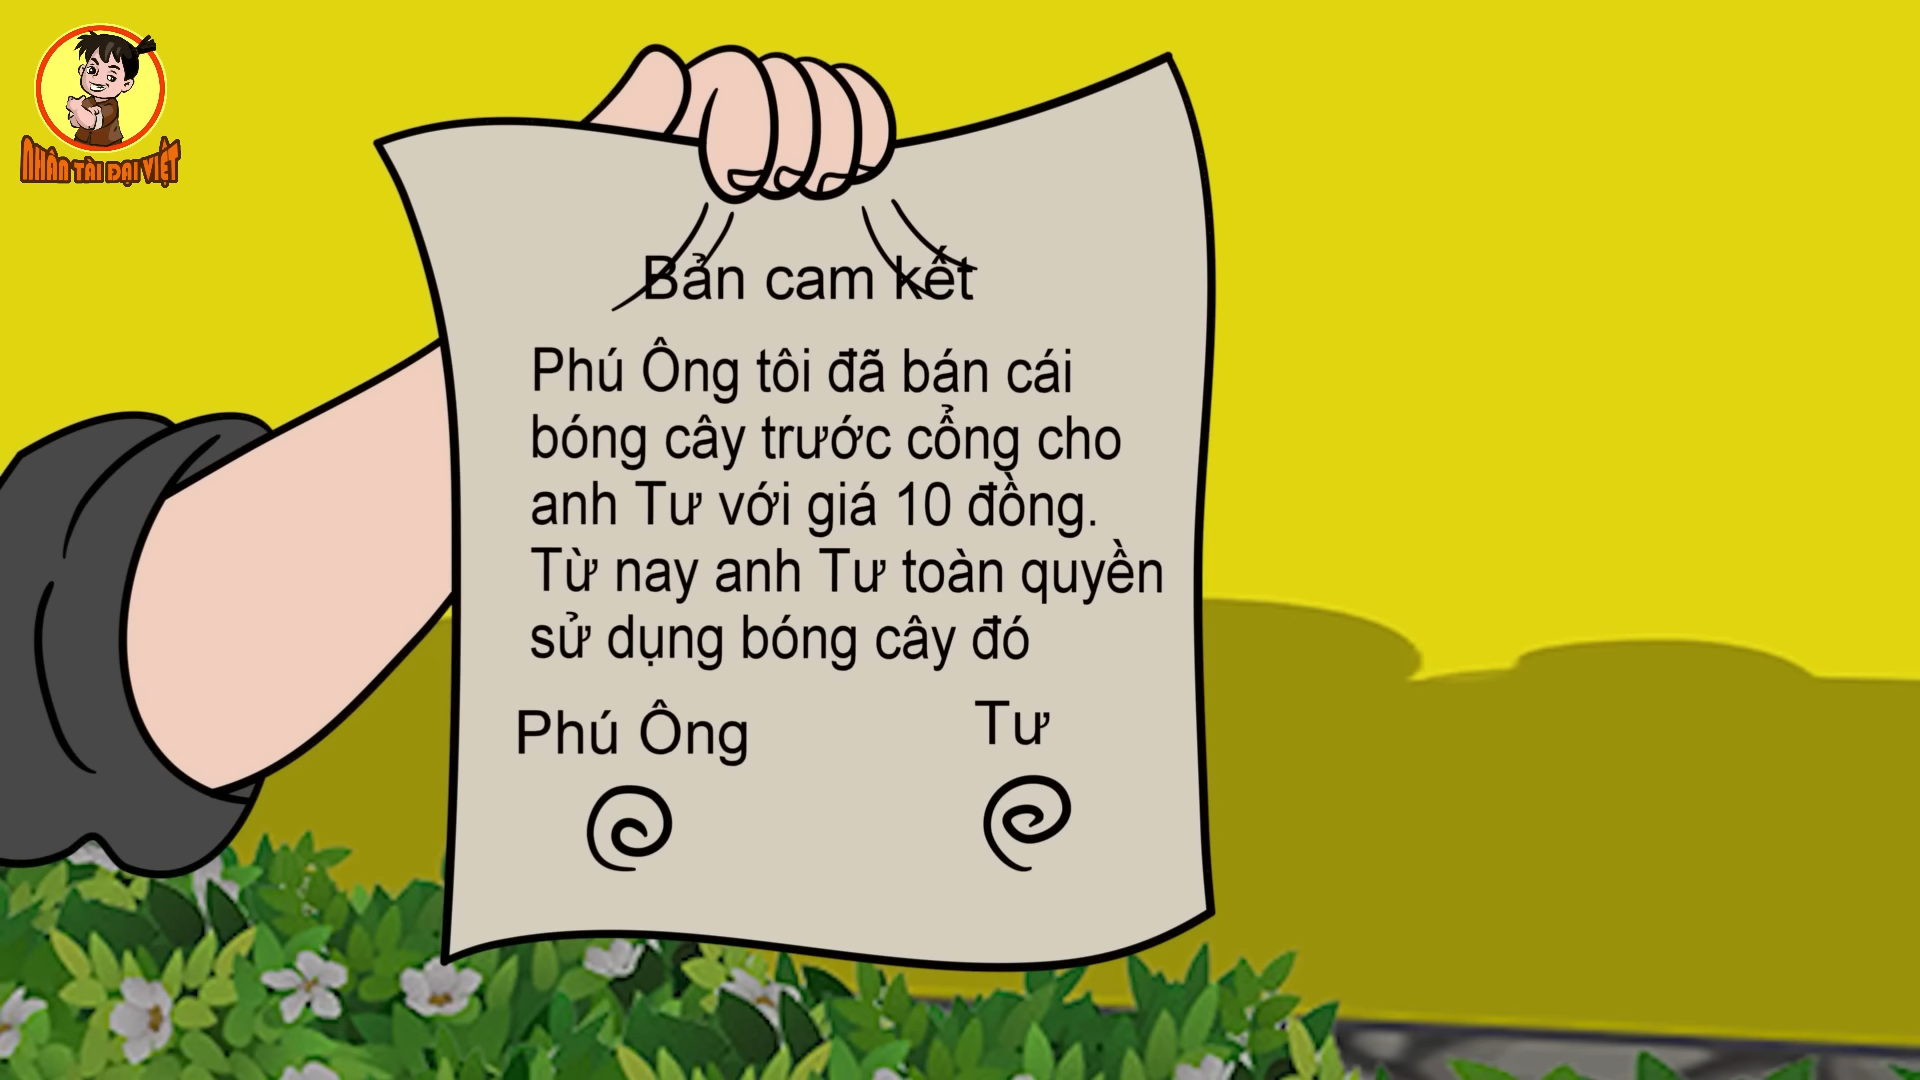 NHÂN TÀI ĐẠI VIỆT
Bản cam kết
Phú Ông tôi đã bán cái
bóng cây trước cổng cho
anh Tư với giá 10 đồng.
Từ nay anh Tư toàn quyền
sử dụng bóng cây đó
Phú Ông
Tư